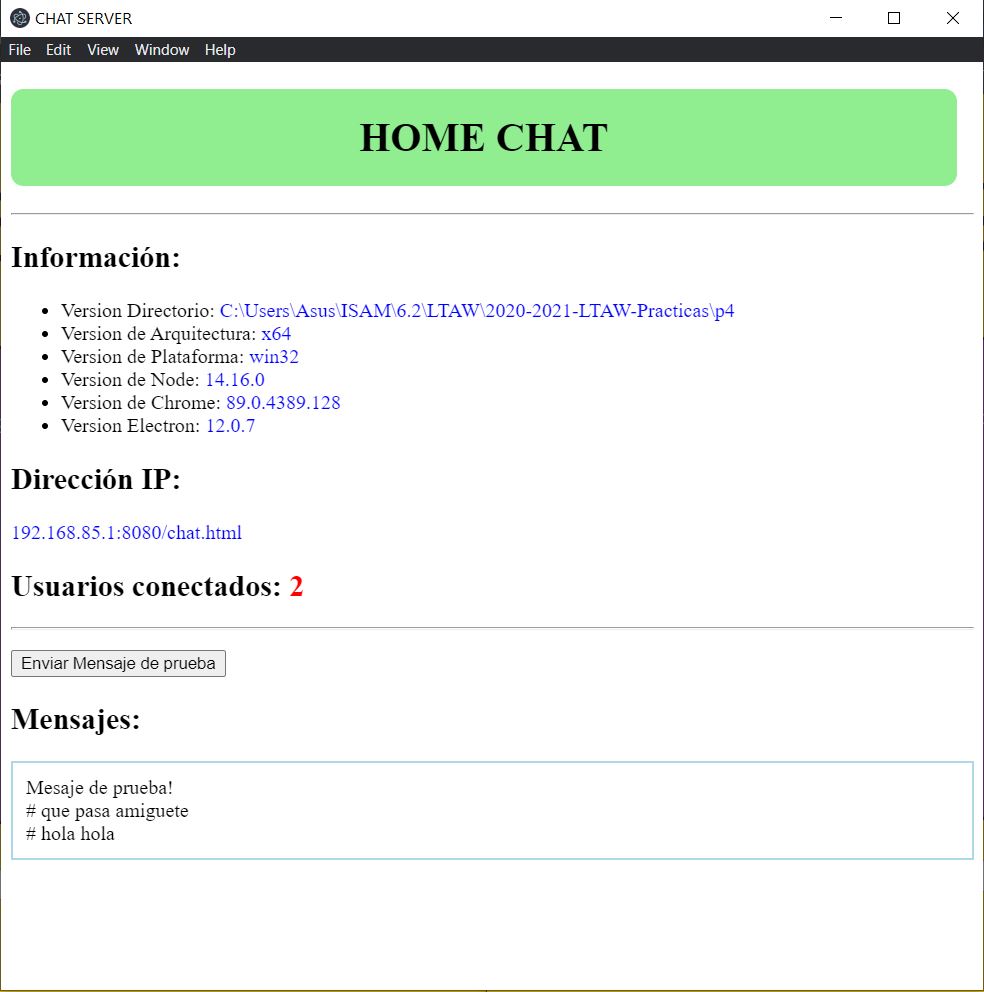 CHAT SERVER
File Edit View Window Help
HOME CHAT
Información:
Version Directorio: C:\Users\Asus\ISAM\6.2\LTAW\2020-2021-LTAW-Practicas\p4
Version de Arquitectura: x64
Version de Plataforma: win32
Version de Node: 14.16.0
Version de Chrome: 89.0.4389.128
Version Electron: 12.0.7
Dirección IP:
192.168.85.1:8080/chat.html
Usuarios conectados: 2
Enviar Mensaje de prueba
Mensajes:
Mesaje de prueba!
# que pasa amiguete
# hola hola